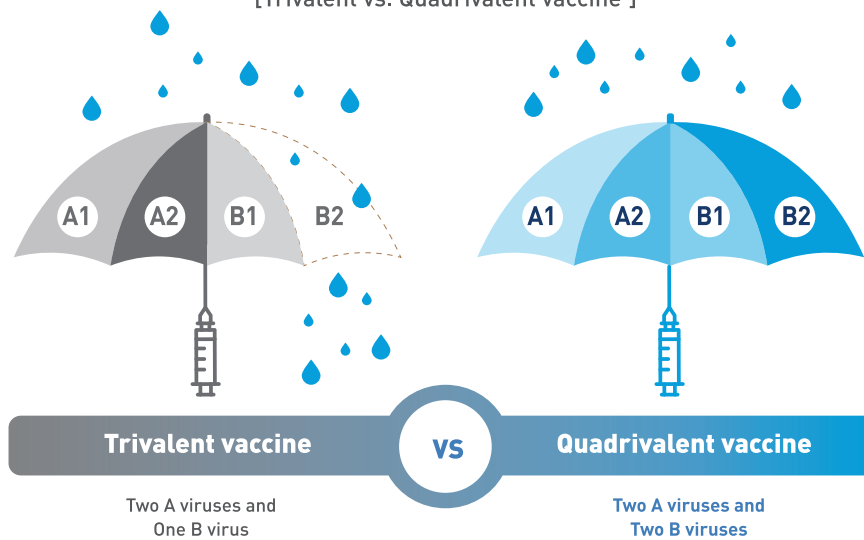 [Trivalent vs. Quadrivalent vaccine ]
A1 A2 B1 B2
A1 A2 B1 B2
Trivalent vaccine
VS
Quadrivalent vaccine
Two A viruses and
One B virus
Two A viruses and
Two B viruses